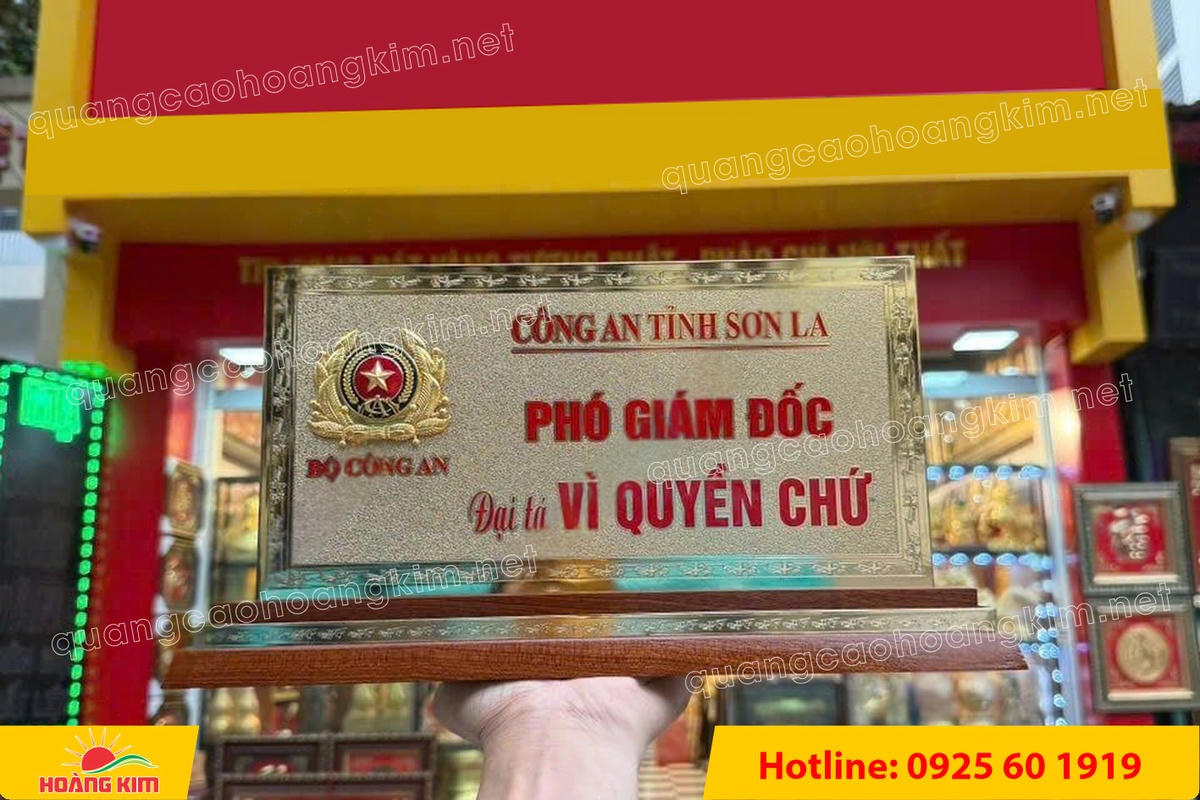 quangcaohoangkim.net
quangcaohoangkim.net
CÔNG AN TỈNH SƠN LA
quangcaohoangkim.net
BỘ CÔNG AN
PHÓ GIÁM ĐỐC
quangcaohoangkim.net
Đại tá VÌ QUYỀN CHỨ
quangcaohoangkim.net
quangcaohoangkim.net
HOÀNG KIM
Hotline: 0925 60 1919